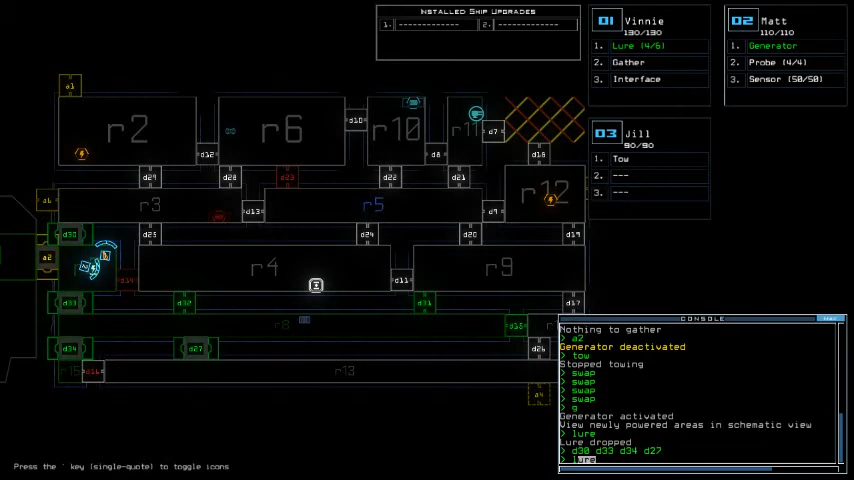 INSTALLED SHIP UPGRADES
1. -------------- 2. --------------
01 Vinnie
130/130
1. Lure (4/6)
2. Gather
3. Interface
02 Matt
110/110
1. Generator
2. Probe (4/4)
3. Sensor (50/50)
03 Jill
90/90
1. Tow
2. ---
3. ---
a1
r2
r6
r10
r11
d7
d10
d12
d8
d18
d29
d28
d23
d22
d21
r12
a6
r3
d13
r5
d9
d30
d25
d24
d20
d19
a2
d14
r4
d11
r9
d33
d32
d31
d17
r8
d15
d34
d27
d26
r15
d16
r13
a4
CONSOLE
Nothing to gather
> a2
Generator deactivated
> tow
Stopped towing
> swap
> swap
> swap
> swap
> g
Generator activated
View newly powered areas in schematic view
> lure
Lure dropped
> d30 d33 d34 d27
> lure
Press the ' key (single-quote) to toggle icons